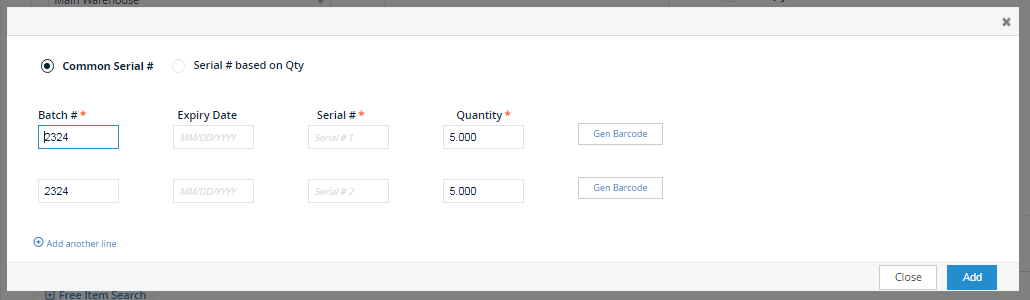 Main Warehouse
Common Serial # Serial # based on Qty
Batch # * Expiry Date Serial # * Quantity *
2324 MM/DD/YYYY Serial # 1 5.000 Gen Barcode
2324 MM/DD/YYYY Serial # 2 5.000 Gen Barcode
Add another line
Close Add
Free Item Search